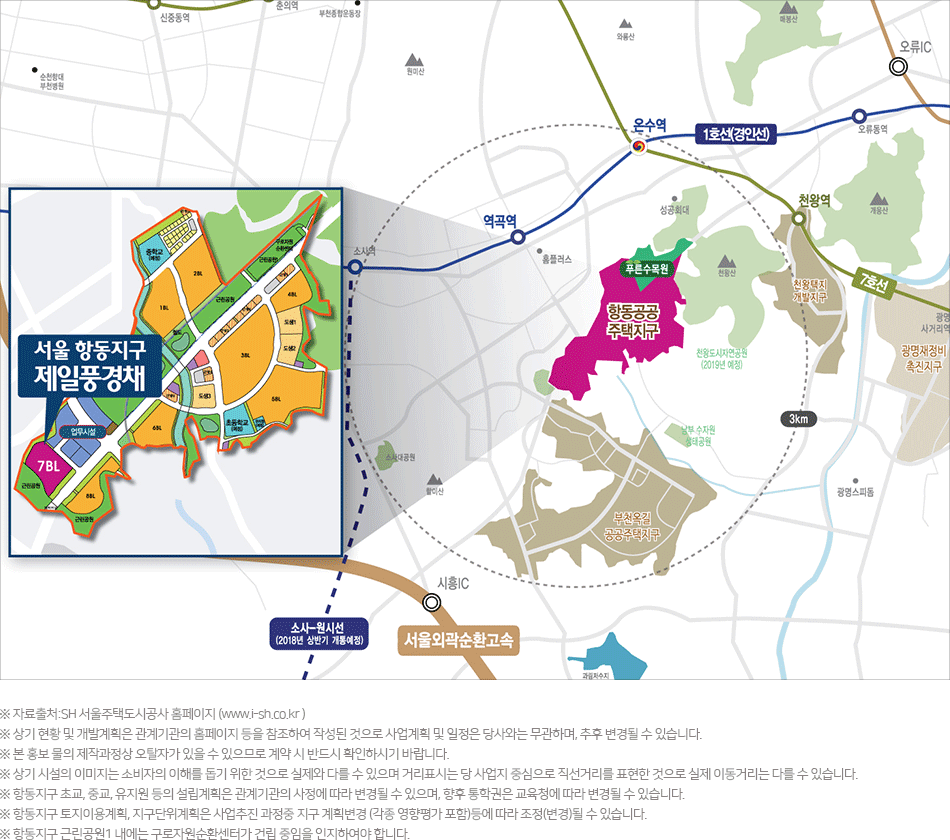 신중동역
춘의역
부천종합운동장
매봉산
와룡산
오류IC
순천향대
부천병원
원미산
온수역
1호선(경인선)
오류동역
성공회대
천왕역
개웅산
역곡역
소사역
홈플러스
푸른수목원
천왕산
천왕택지
개발지구
7호선
항동공공
주택지구
광명
사거리역
광명재정비
촉진지구
천왕도시자연공원
(2019년 예정)
3km
중학교
(예정)
구로자원
순환센터
근린공원1
2BL
1BL
근린공원
4BL
도생1
도생2
3BL
서울 항동지구
제일풍경채
도생3
5BL
초등학교
(예정)
업무시설
6BL
7BL
근린공원
8BL
근린공원
소사대공원
할미산
남부 수자원
생태공원
광명스피돔
부천옥길
공공주택지구
시흥IC
소사-원시선
(2018년 상반기 개통예정)
서울외곽순환고속
과림저수지
※ 자료출처:SH 서울주택도시공사 홈페이지 (www.i-sh.co.kr )
※ 상기 현황 및 개발계획은 관계기관의 홈페이지 등을 참조하여 작성된 것으로 사업계획 및 일정은 당사와는 무관하며, 추후 변경될 수 있습니다.
※ 본 홍보 물의 제작과정상 오탈자가 있을 수 있으므로 계약 시 반드시 확인하시기 바랍니다.
※ 상기 시설의 이미지는 소비자의 이해를 돕기 위한 것으로 실제와 다를 수 있으며 거리표시는 당 사업지 중심으로 직선거리를 표현한 것으로 실제 이동거리는 다를 수 있습니다.
※ 항동지구 초교, 중교, 유지원 등의 설립계획은 관계기관의 사정에 따라 변경될 수 있으며, 향후 통학권은 교육청에 따라 변경될 수 있습니다.
※ 항동지구 토지이용계획, 지구단위계획은 사업추진 과정중 지구 계획변경 (각종 영향평가 포함)등에 따라 조정(변경)될 수 있습니다.
※ 항동지구 근린공원1 내에는 구로자원순환센터가 건립 중임을 인지하여야 합니다.